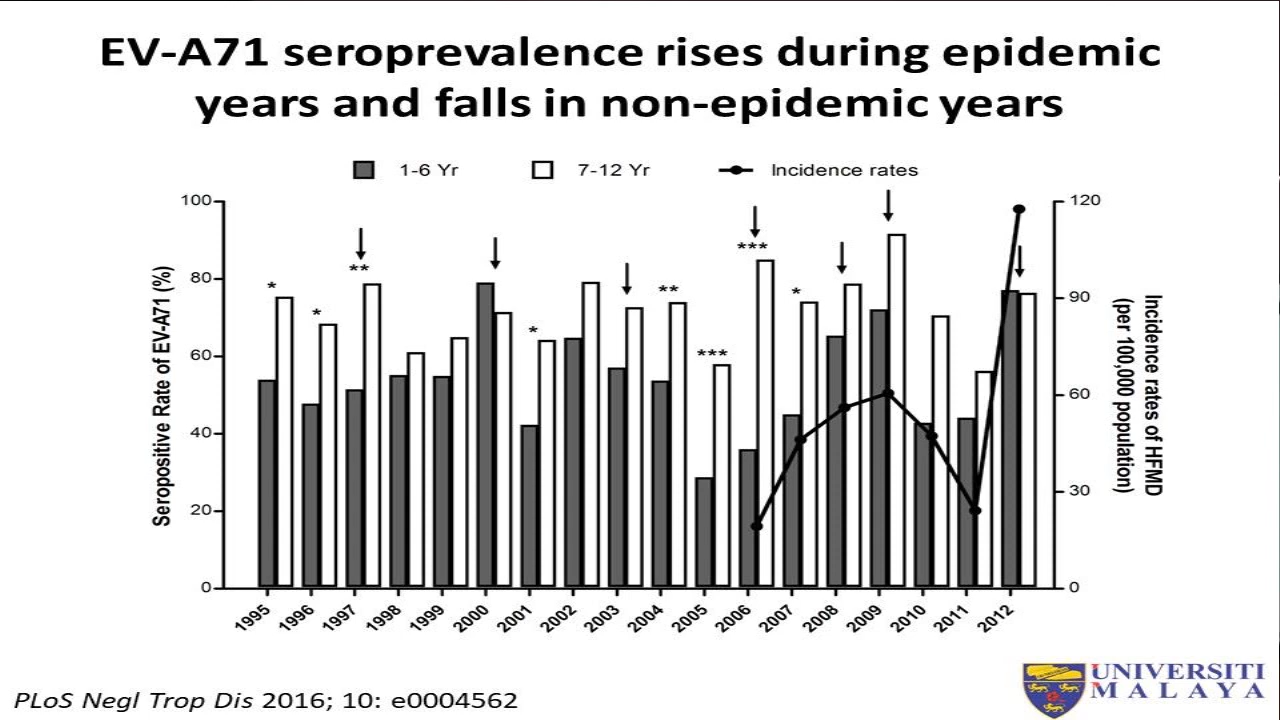 EV-A71 seroprevalence rises during epidemic
years and falls in non-epidemic years
1-6 Yr
7-12 Yr
Incidence rates
Seropositive Rate of EV-A71 (%)
100
80
60
40
20
0
* * ** * ** *** *** *
120
90
60
30
0
Incidence rates of HFMD
(per 100,000 population)
1995 1996 1997 1998 1999 2000 2001 2002 2003 2004 2005 2006 2007 2008 2009 2010 2011 2012
PLoS Negl Trop Dis 2016; 10: e0004562
UNIVERSITI
MALAYA